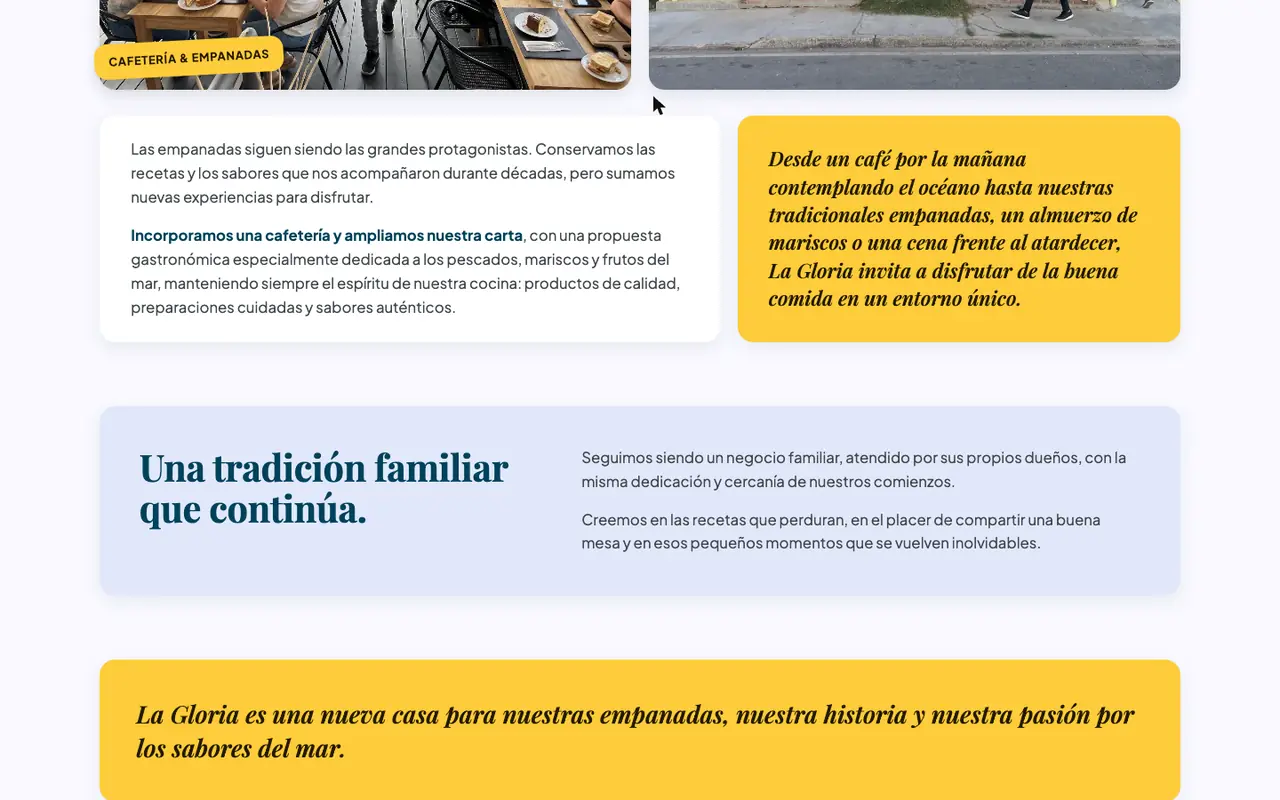 CAFETERÍA & EMPANADAS
Las empanadas siguen siendo las grandes protagonistas. Conservamos las
recetas y los sabores que nos acompañaron durante décadas, pero sumamos
nuevas experiencias para disfrutar.
Incorporamos una cafetería y ampliamos nuestra carta, con una propuesta
gastronómica especialmente dedicada a los pescados, mariscos y frutos del
mar, manteniendo siempre el espíritu de nuestra cocina: productos de calidad,
preparaciones cuidadas y sabores auténticos.
Desde un café por la mañana
contemplando el océano hasta nuestras
tradicionales empanadas, un almuerzo de
mariscos o una cena frente al atardecer,
La Gloria invita a disfrutar de la buena
comida en un entorno único.
Una tradición familiar
que continúa.
Seguimos siendo un negocio familiar, atendido por sus propios dueños, con la
misma dedicación y cercanía de nuestros comienzos.
Creemos en las recetas que perduran, en el placer de compartir una buena
mesa y en esos pequeños momentos que se vuelven inolvidables.
La Gloria es una nueva casa para nuestras empanadas, nuestra historia y nuestra pasión por
los sabores del mar.